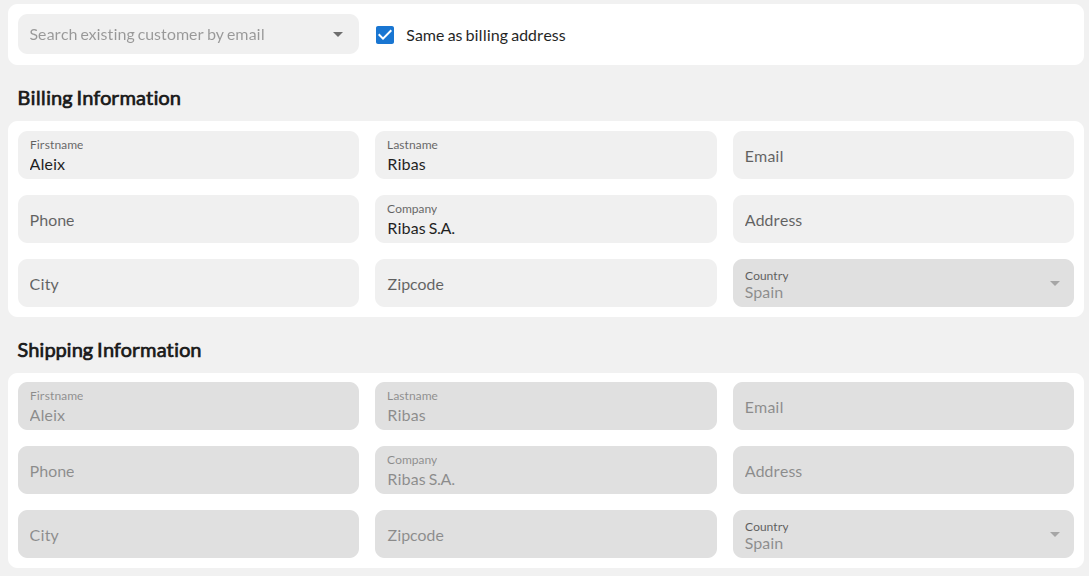 Search existing customer by email
Same as billing address
Billing Information
Firstname
Aleix
Lastname
Ribas
Email
Phone
Company
Ribas S.A.
Address
City
Zipcode
Country
Spain
Shipping Information
Firstname
Aleix
Lastname
Ribas
Email
Phone
Company
Ribas S.A.
Address
City
Zipcode
Country
Spain